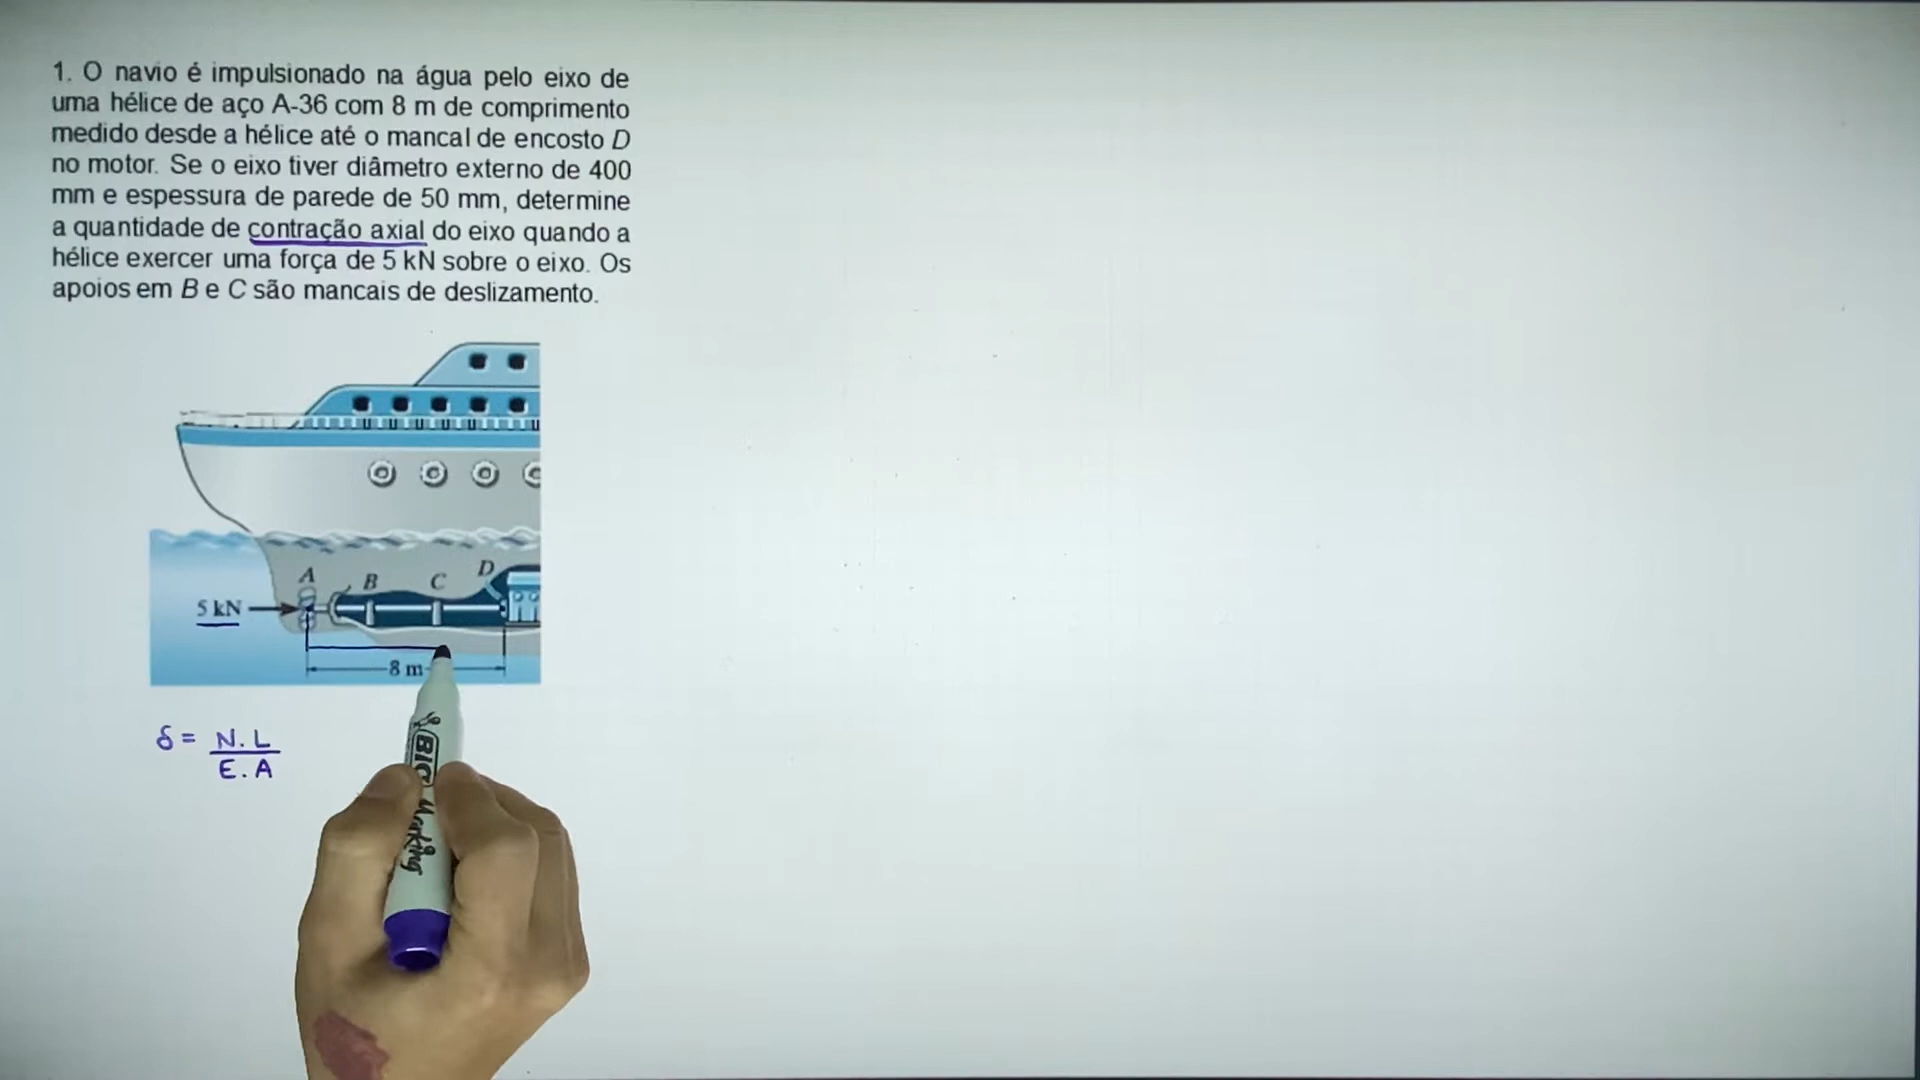 1. O navio é impulsionado na água pelo eixo de
uma hélice de aço A-36 com 8 m de comprimento
medido desde a hélice até o mancal de encosto D
no motor. Se o eixo tiver diâmetro externo de 400
mm e espessura de parede de 50 mm, determine
a quantidade de contração axial do eixo quando a
hélice exercer uma força de 5 kN sobre o eixo. Os
apoios em B e C são mancais de deslizamento.
A B C D
5 kN
8 m
δ = N.L
E.A
BIC Marking